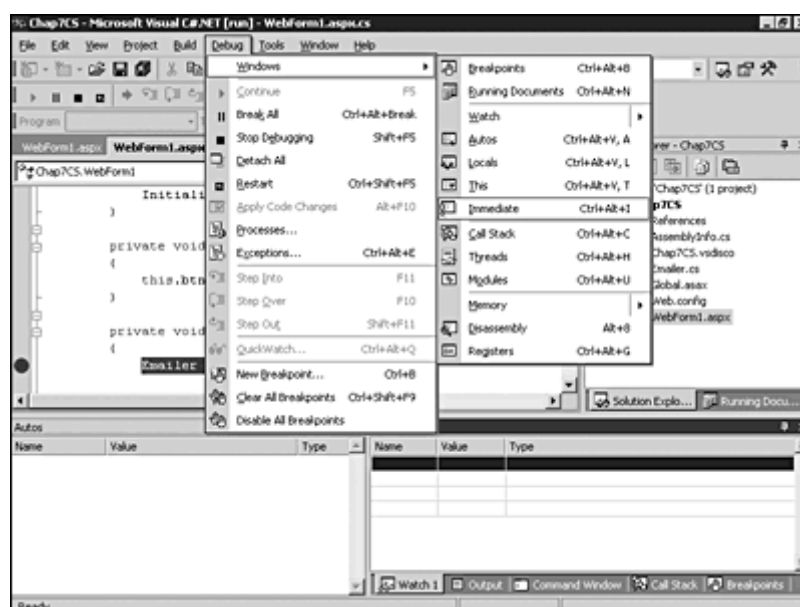 Chap7CS - Microsoft Visual C#.NET [run] - WebForm1.aspx.cs
File Edit View Project Build Debug Tools Window Help
Program
WebForm1.aspx WebForm1.aspx
Chap7CS.WebForm1
Initiali
}
private void
{
this.btn
}
private void
{
Emailer
Windows
Continue F5
Break All Ctrl+Alt+Break
Stop Debugging Shift+F5
Detach All
Restart Ctrl+Shift+F5
Apply Code Changes Alt+F10
Processes...
Exceptions... Ctrl+Alt+E
Step Into F11
Step Over F10
Step Out Shift+F11
QuickWatch... Ctrl+Alt+Q
New Breakpoint... Ctrl+B
Clear All Breakpoints Ctrl+Shift+F9
Disable All Breakpoints
Breakpoints Ctrl+Alt+B
Running Documents Ctrl+Alt+N
Watch
Autos Ctrl+Alt+V, A
Locals Ctrl+Alt+V, L
This Ctrl+Alt+V, T
Immediate Ctrl+Alt+I
Call Stack Ctrl+Alt+C
Threads Ctrl+Alt+H
Modules Ctrl+Alt+U
Memory
Disassembly Alt+8
Registers Ctrl+Alt+G
rer - Chap7CS
'Chap7CS' (1 project)
p7CS
References
AssemblyInfo.cs
Chap7CS.vsdisco
Emailer.cs
Global.asax
Web.config
WebForm1.aspx
Solution Explo... Running Docu...
Autos
Name Value Type
Name Value Type
Watch 1 Output Command Window Call Stack Breakpoints
Ready